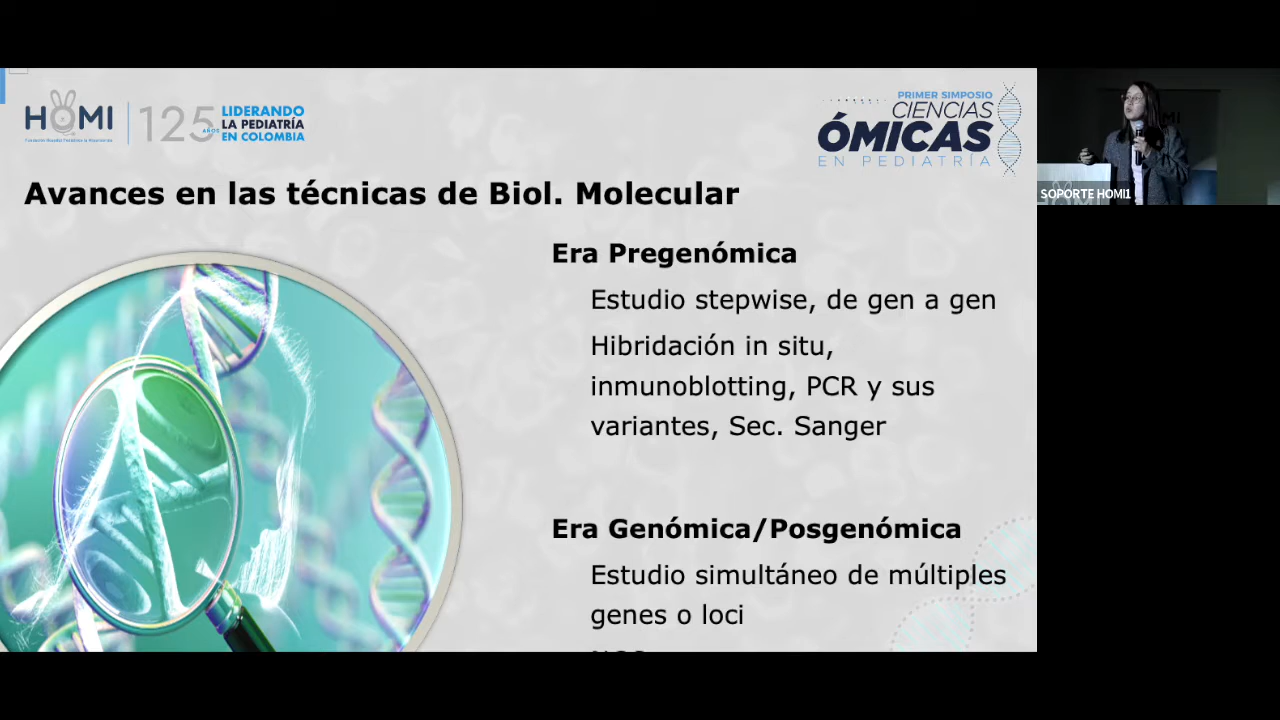 HOMI
125
AÑOS
LIDERANDO
LA PEDIATRÍA
EN COLOMBIA
PRIMER SIMPOSIO
CIENCIAS
ÓMICAS
EN PEDIATRÍA
SOPORTE HOMI1
Avances en las técnicas de Biol. Molecular
Era Pregenómica
Estudio stepwise, de gen a gen
Hibridación in situ,
inmunoblotting, PCR y sus
variantes, Sec. Sanger
Era Genómica/Posgenómica
Estudio simultáneo de múltiples
genes o loci